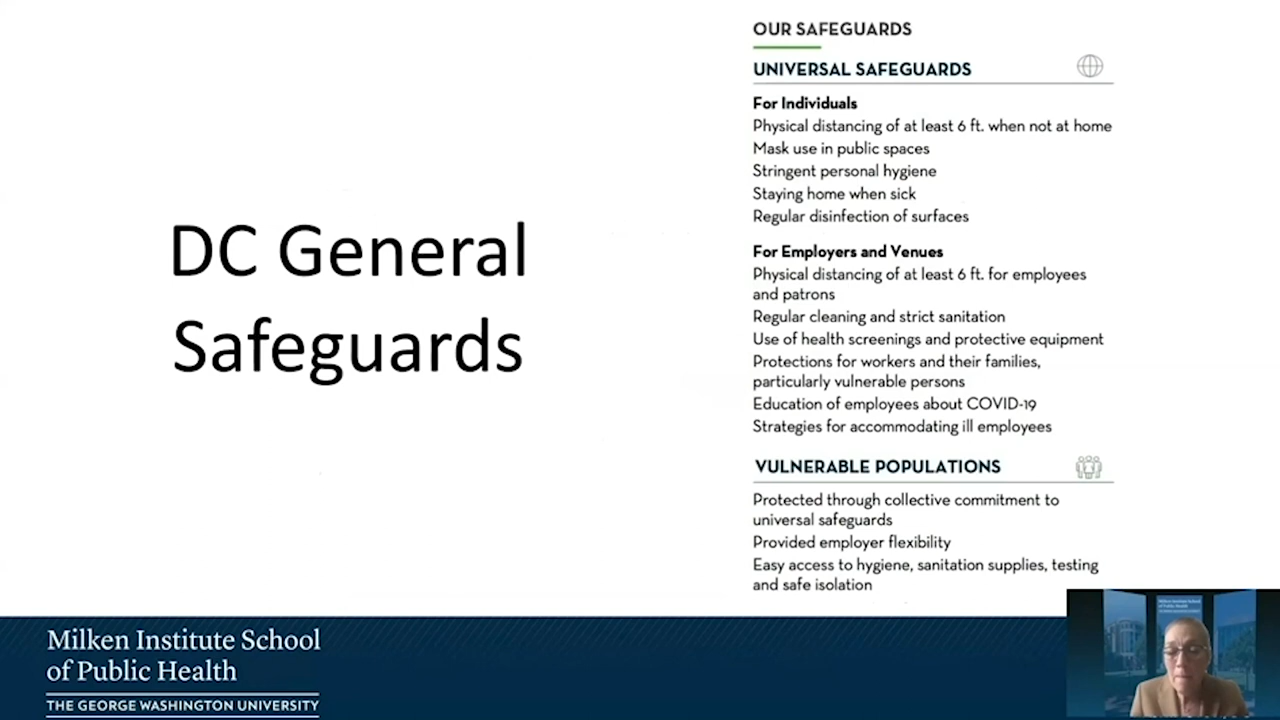 DC General
Safeguards
OUR SAFEGUARDS
UNIVERSAL SAFEGUARDS
For Individuals
Physical distancing of at least 6 ft. when not at home
Mask use in public spaces
Stringent personal hygiene
Staying home when sick
Regular disinfection of surfaces
For Employers and Venues
Physical distancing of at least 6 ft. for employees
and patrons
Regular cleaning and strict sanitation
Use of health screenings and protective equipment
Protections for workers and their families,
particularly vulnerable persons
Education of employees about COVID-19
Strategies for accommodating ill employees
VULNERABLE POPULATIONS
Protected through collective commitment to
universal safeguards
Provided employer flexibility
Easy access to hygiene, sanitation supplies, testing
and safe isolation
Milken Institute School
of Public Health
THE GEORGE WASHINGTON UNIVERSITY